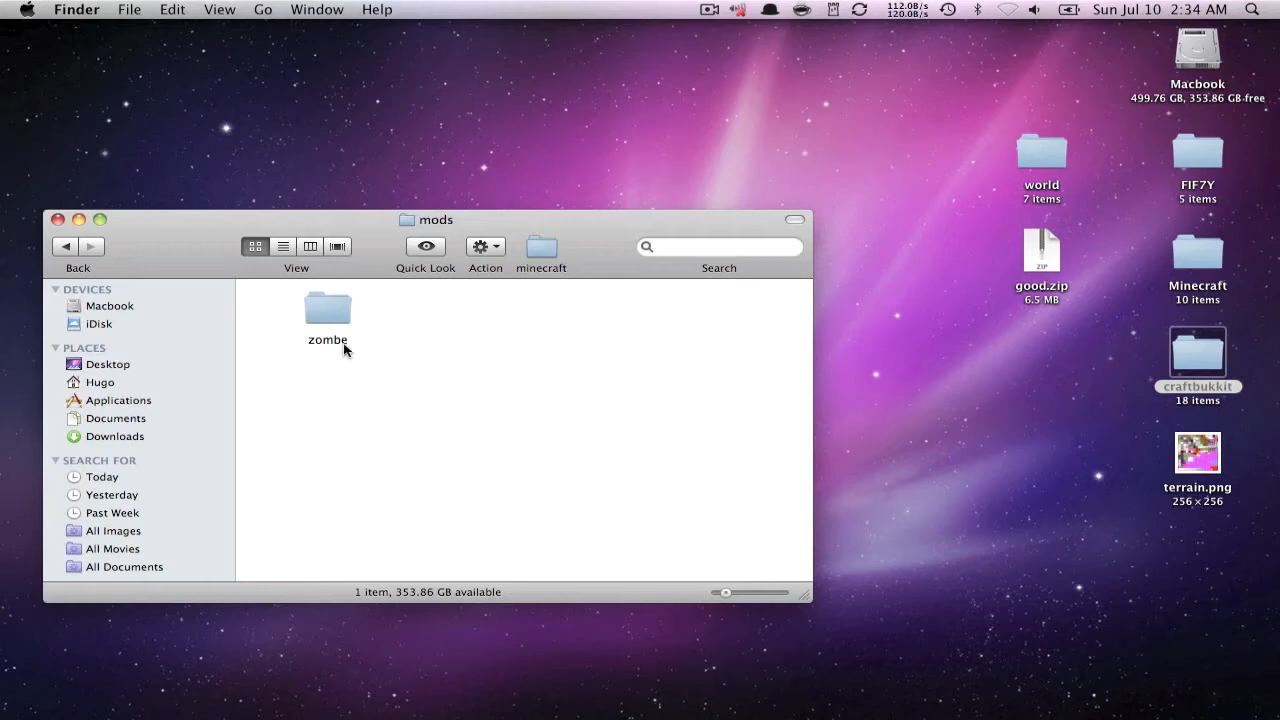 Finder File Edit View Go Window Help
112.0B/s
120.0B/s
Sun Jul 10 2:34 AM
Macbook
499.76 GB, 353.86 GB free
world
7 items
FIF7Y
5 items
ZIP
good.zip
6.5 MB
Minecraft
10 items
craftbukkit
18 items
terrain.png
256 × 256
mods
Back View Quick Look Action minecraft Search
DEVICES
Macbook
iDisk
PLACES
Desktop
Hugo
Applications
Documents
Downloads
SEARCH FOR
Today
Yesterday
Past Week
All Images
All Movies
All Documents
zombe
1 item, 353.86 GB available